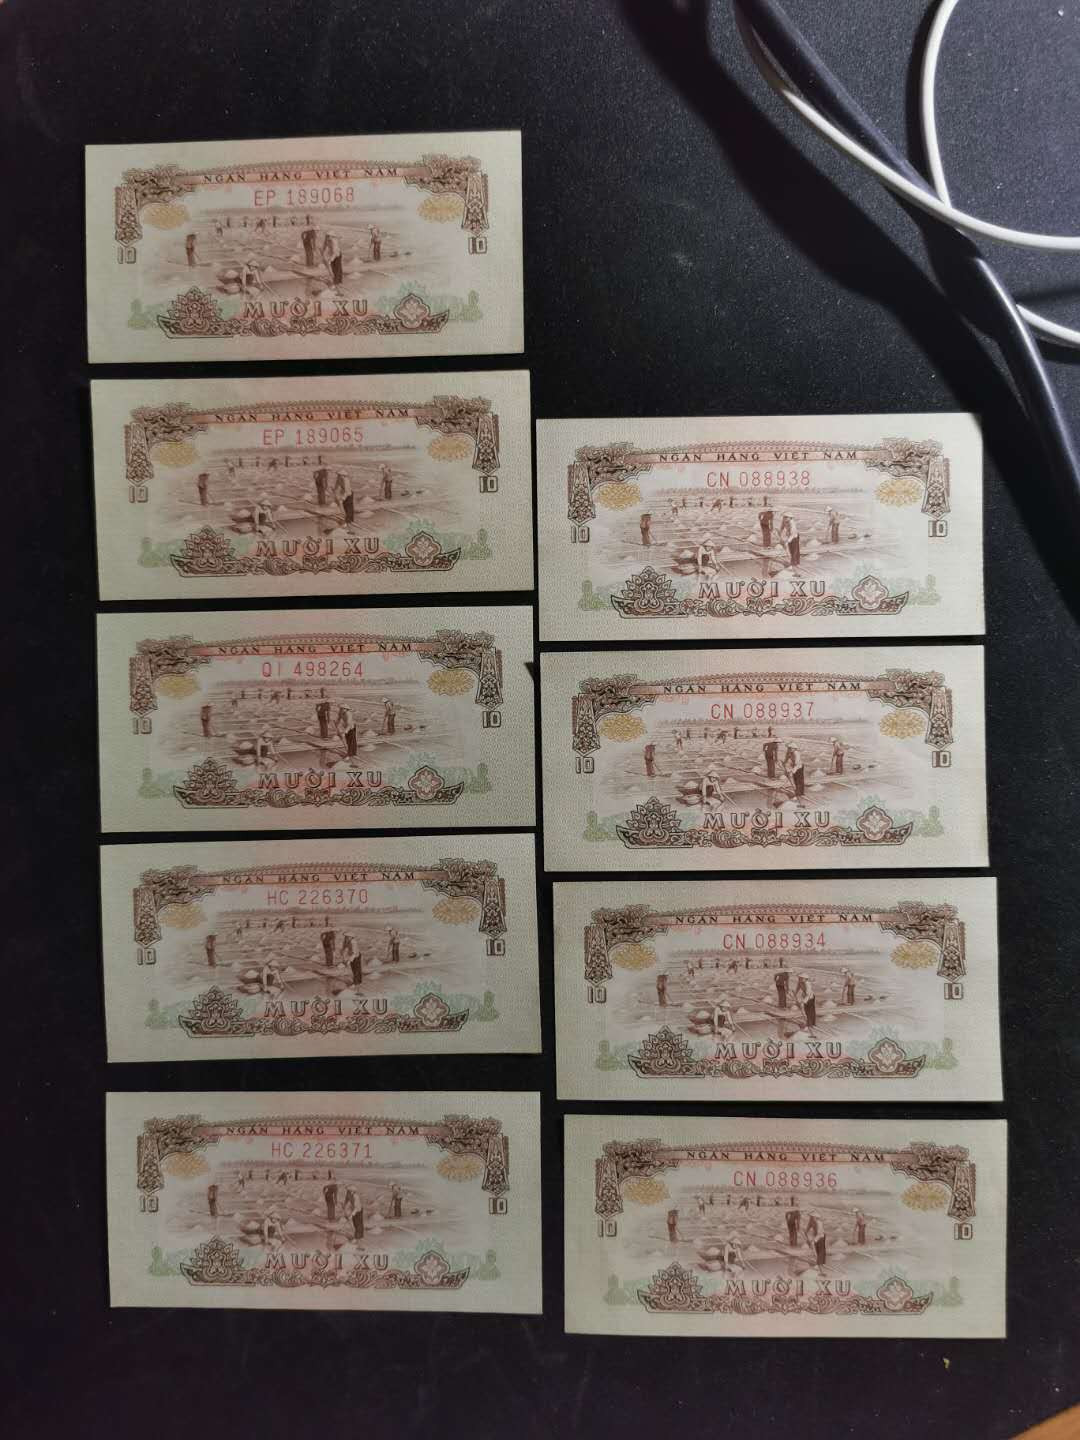 NGÂN HÀNG VIỆT NAM
EP 189068
10
10
MƯỜI XU
NGÂN HÀNG VIỆT NAM
EP 189065
10
10
MƯỜI XU
NGÂN HÀNG VIỆT NAM
QI 498264
10
10
MƯỜI XU
NGÂN HÀNG VIỆT NAM
HC 226370
10
10
MƯỜI XU
NGÂN HÀNG VIỆT NAM
HC 226371
10
10
MƯỜI XU
NGÂN HÀNG VIỆT NAM
CN 088938
10
10
MƯỜI XU
NGÂN HÀNG VIỆT NAM
CN 088937
10
10
MƯỜI XU
NGÂN HÀNG VIỆT NAM
CN 088934
10
10
MƯỜI XU
NGÂN HÀNG VIỆT NAM
CN 088936
10
10
MƯỜI XU